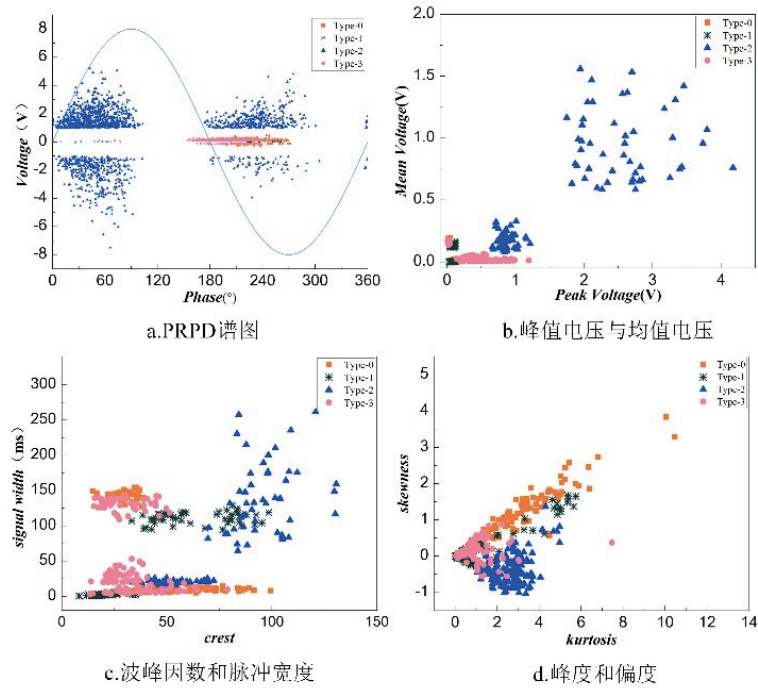 Type-0
Type-1
Type-2
Type-3
8
6
4
2
0
-2
-4
-6
-8
Voltage（V）
0 60 120 180 240 300 360
Phase(°)
a.PRPD谱图
Type-0
Type-1
Type-2
Type-3
2.0
1.5
1.0
0.5
0.0
Mean Voltage(V)
0 1 2 3 4
Peak Voltage(V)
b.峰值电压与均值电压
Type-0
Type-1
Type-2
Type-3
300
250
200
150
100
50
0
signal width（ms）
0 50 100 150
crest
c.波峰因数和脉冲宽度
Type-0
Type-1
Type-2
Type-3
5
4
3
2
1
0
-1
skewness
0 2 4 6 8 10 12 14
kurtosis
d.峰度和偏度